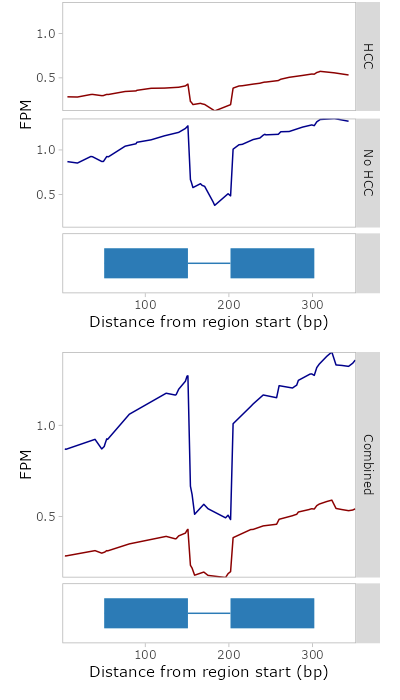 1.0
0.5
HCC
FPM
1.0
0.5
No HCC
100 200 300
Distance from region start (bp)
1.0
0.5
FPM
Combined
100 200 300
Distance from region start (bp)